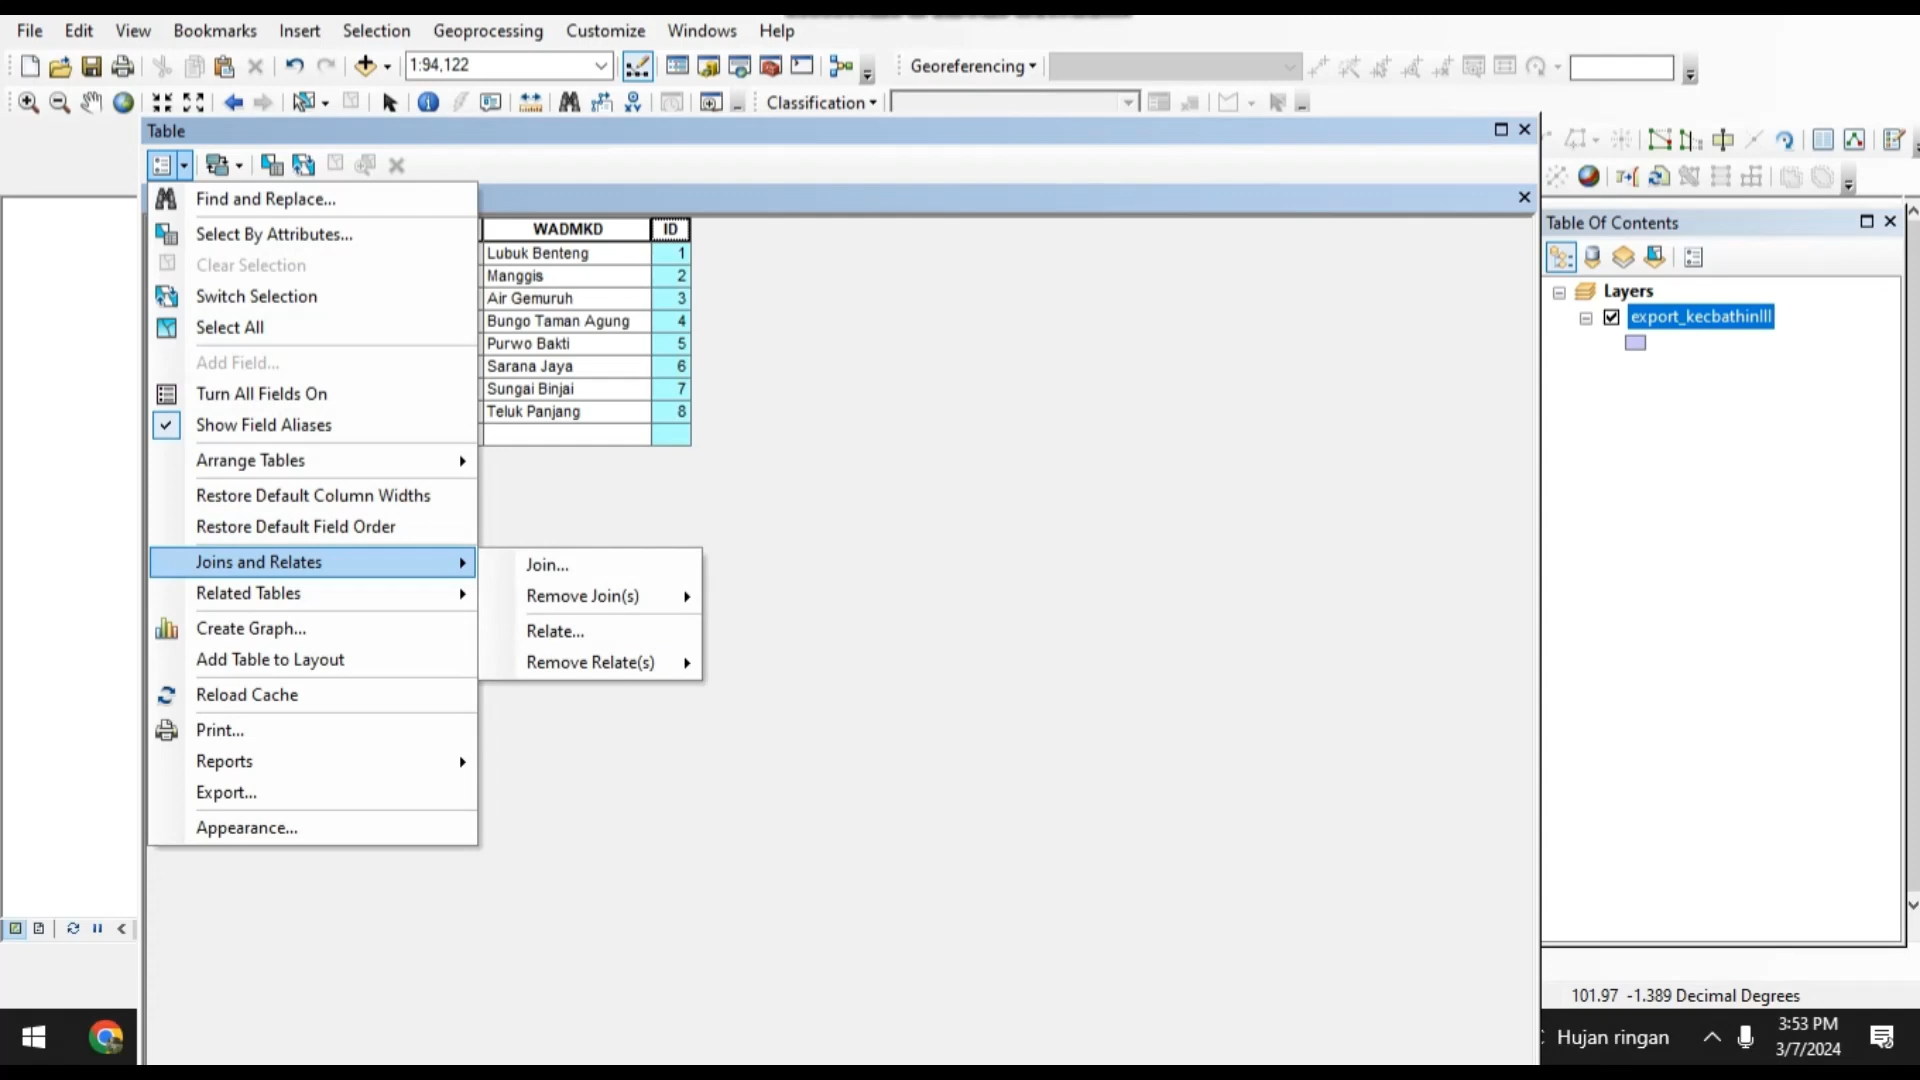 File Edit View Bookmarks Insert Selection Geoprocessing Customize Windows Help
1:94,122
Georeferencing
Classification
Table
Find and Replace...
Select By Attributes...
Clear Selection
Switch Selection
Select All
Add Field...
Turn All Fields On
Show Field Aliases
Arrange Tables
Restore Default Column Widths
Restore Default Field Order
Joins and Relates
Related Tables
Create Graph...
Add Table to Layout
Reload Cache
Print...
Reports
Export...
Appearance...
Join...
Remove Join(s)
Relate...
Remove Relate(s)
WADMKD ID
Lubuk Benteng 1
Manggis 2
Air Gemuruh 3
Bungo Taman Agung 4
Purwo Bakti 5
Sarana Jaya 6
Sungai Binjai 7
Teluk Panjang 8
Table Of Contents
Layers
export_kecbathinIII
101.97 -1.389 Decimal Degrees
Hujan ringan
3:53 PM
3/7/2024